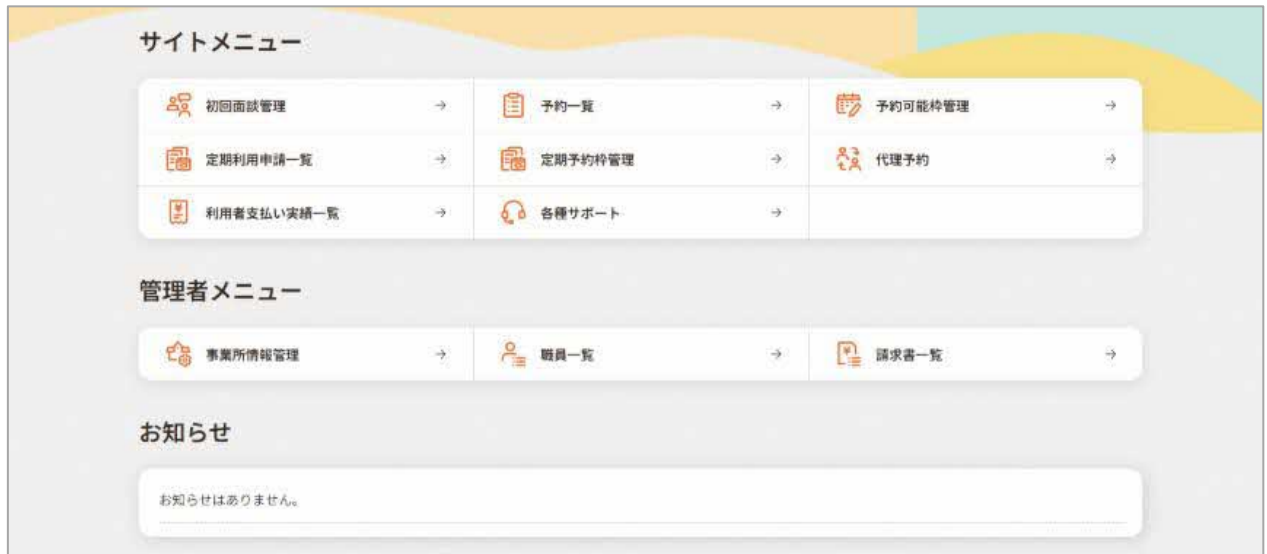 サイトメニュー
初回面談管理 → 予約一覧 → 予約可能枠管理 →
定期利用申請一覧 → 定期予約枠管理 → 代理予約 →
利用者支払い実績一覧 → 各種サポート →
管理者メニュー
事業所情報管理 → 職員一覧 → 請求書一覧 →
お知らせ
お知らせはありません。